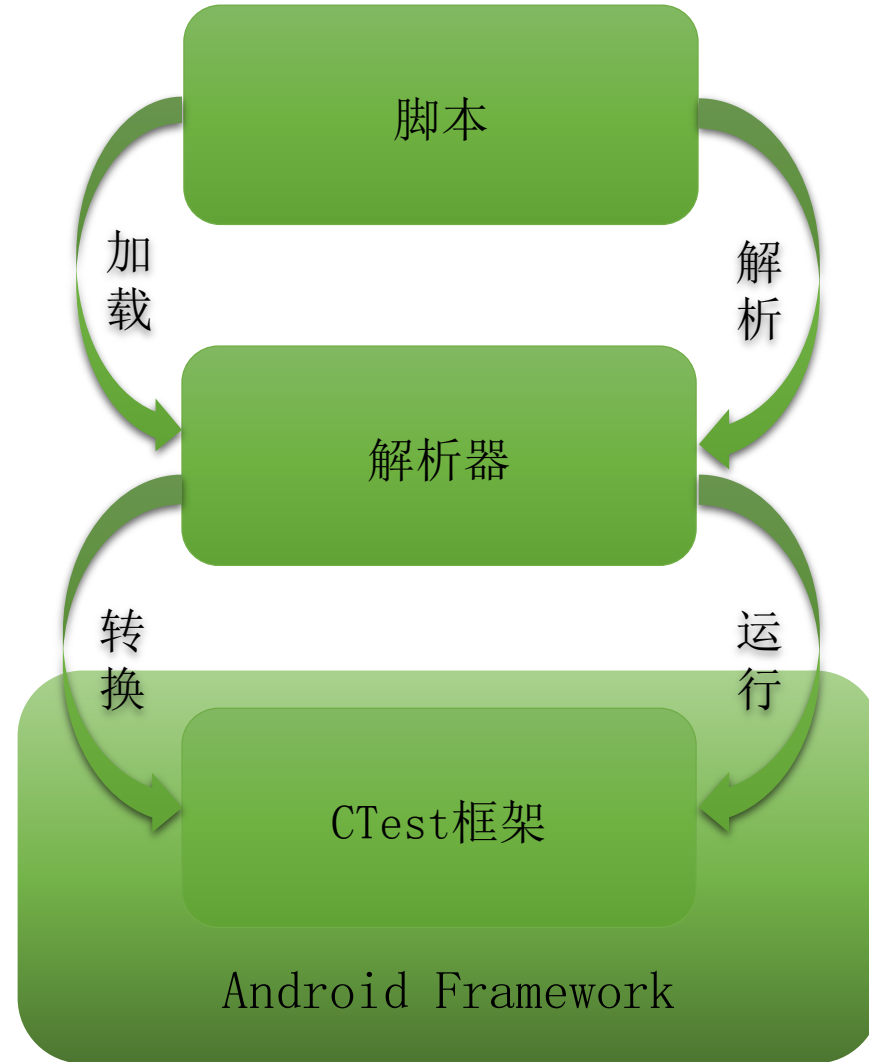 脚本
加
载
解
析
解析器
转
换
运
行
CTest框架
Android Framework